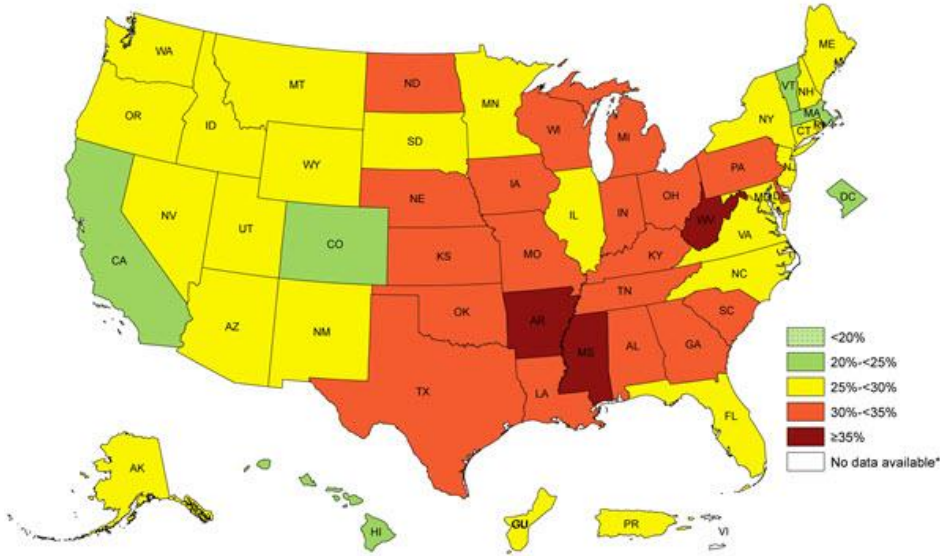 WA
MT
ND
MN
ME
VT
NH
OR
ID
SD
WI
MI
NY
MA
CT
WY
IA
NE
PA
NJ
NV
UT
CO
IL
IN
OH
MD
DE
DC
CA
KS
MO
WV
VA
KY
NC
TN
AZ
NM
OK
AR
SC
MS
AL
GA
TX
LA
FL
AK
HI
GU
PR
VI
<20%
20%-<25%
25%-<30%
30%-<35%
≥35%
No data available*